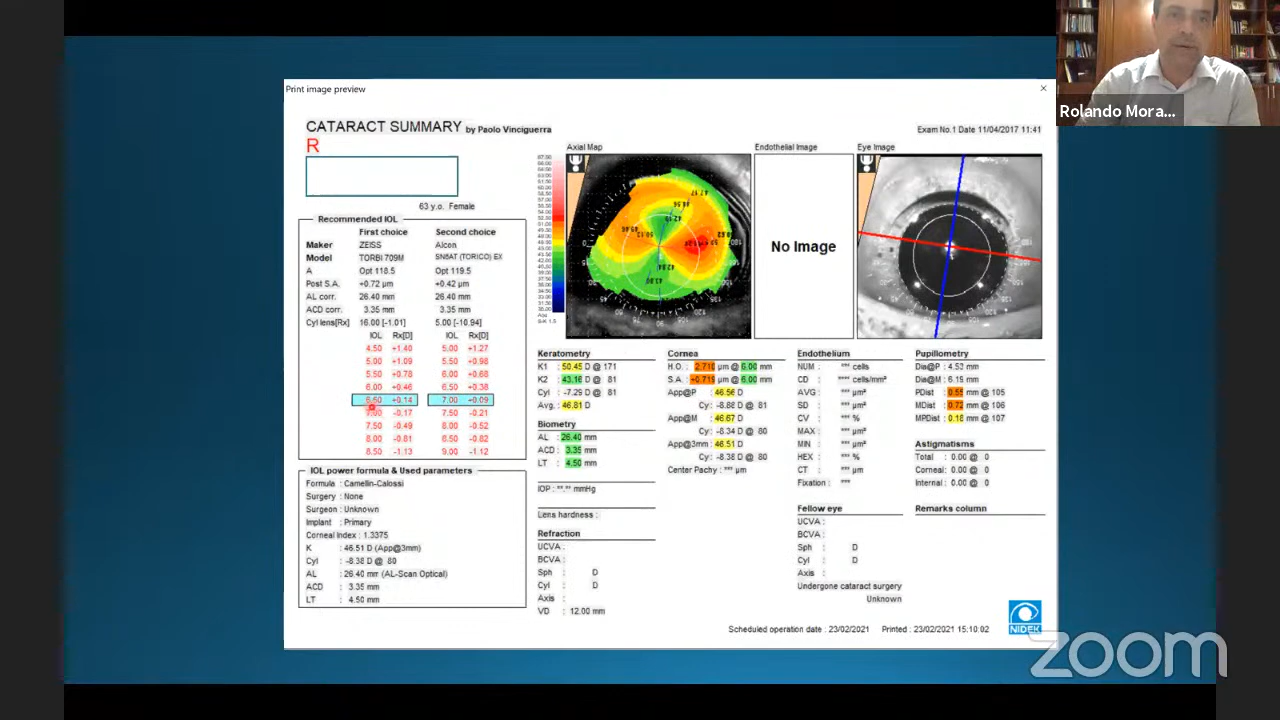 Rolando Mora...
Print image preview
CATARACT SUMMARY by Paolo Vinciguerra
Exam No.1 Date 11/04/2017 11:41
R
63 y.o. Female
Axial Map
Endothelial Image
No Image
Eye Image
Recommended IOL
First choice Second choice
Maker ZEISS Alcon
Model TORBI 709M SN6AT (TORICO) EX
A Opt 118.5 Opt 119.5
Post S.A. +0.72 µm +0.42 µm
AL corr. 26.40 mm 26.40 mm
ACD corr. 3.35 mm 3.35 mm
Cyl lens[Rx] 16.00 [-1.01] 5.00 [-10.94]
IOL Rx[D] IOL Rx[D]
4.50 +1.40 5.00 +1.27
5.00 +1.09 5.50 +0.98
5.50 +0.78 6.00 +0.68
6.00 +0.46 6.50 +0.38
6.50 +0.14 7.00 +0.09
7.00 -0.17 7.50 -0.21
7.50 -0.49 8.00 -0.52
8.00 -0.81 8.50 -0.82
8.50 -1.13 9.00 -1.12
IOL power formula & Used parameters
Formula : Camellin-Calossi
Surgery : None
Surgeon : Unknown
Implant : Primary
Corneal Index : 1.3375
K : 46.51 D (App@3mm)
Cyl : -8.38 D @ 80
AL : 26.40 mm (AL-Scan Optical)
ACD : 3.35 mm
LT : 4.50 mm
Keratometry
K1 : 50.45 D @ 171
K2 : 43.16 D @ 81
Cyl : -7.29 D @ 81
Avg. : 46.81 D
Biometry
AL : 26.40 mm
ACD : 3.35 mm
LT : 4.50 mm
IOP : **.** mmHg
Lens hardness :
Refraction
UCVA :
BCVA :
Sph : D
Cyl : D
Axis :
VD : 12.00 mm
Cornea
H.O. : 2.710 µm @ 6.00 mm
S.A. : +0.719 µm @ 6.00 mm
App@P : 46.56 D
Cy: -8.88 D @ 81
App@M : 46.67 D
Cy: -8.34 D @ 80
App@3mm : 46.51 D
Cy: -8.38 D @ 80
Center Pachy : *** µm
Endothelium
NUM : *** cells
CD : **** cells/mm²
AVG : *** µm²
SD : *** µm²
CV : *** %
MAX : *** µm²
MIN : *** µm²
HEX : *** %
CT : *** µm
Fixation : ***
Fellow eye
UCVA :
BCVA :
Sph : D
Cyl : D
Axis :
Undergone cataract surgery
Unknown
Pupillometry
Dia@P : 4.53 mm
Dia@M : 6.15 mm
PDist : 0.55 mm @ 105
MDist : 0.72 mm @ 106
MPDist : 0.18 mm @ 107
Astigmatisms
Total : 0.00 @ 0
Corneal : 0.00 @ 0
Internal : 0.00 @ 0
Remarks column
Scheduled operation date : 23/02/2021 Printed : 23/02/2021 15:10:02
NIDEK
zoom